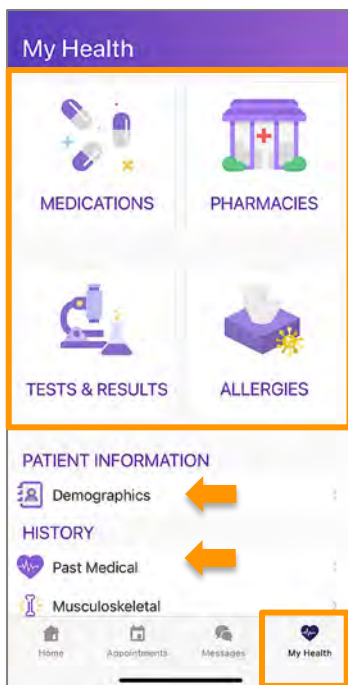 My Health
MEDICATIONS PHARMACIES
TESTS & RESULTS ALLERGIES
PATIENT INFORMATION
Demographics
HISTORY
Past Medical
Musculoskeletal
Home Appointments Messages My Health